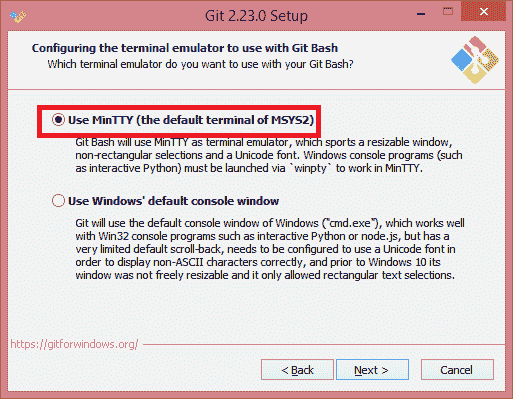 Git 2.23.0 Setup
Configuring the terminal emulator to use with Git Bash
Which terminal emulator do you want to use with your Git Bash?
Use MinTTY (the default terminal of MSYS2)
Git Bash will use MinTTY as terminal emulator, which sports a resizable window,
non-rectangular selections and a Unicode font. Windows console programs (such
as interactive Python) must be launched via `winpty` to work in MinTTY.
Use Windows' default console window
Git will use the default console window of Windows ("cmd.exe"), which works well
with Win32 console programs such as interactive Python or node.js, but has a
very limited default scroll-back, needs to be configured to use a Unicode font in
order to display non-ASCII characters correctly, and prior to Windows 10 its
window was not freely resizable and it only allowed rectangular text selections.
https://gitforwindows.org/
< Back
Next >
Cancel